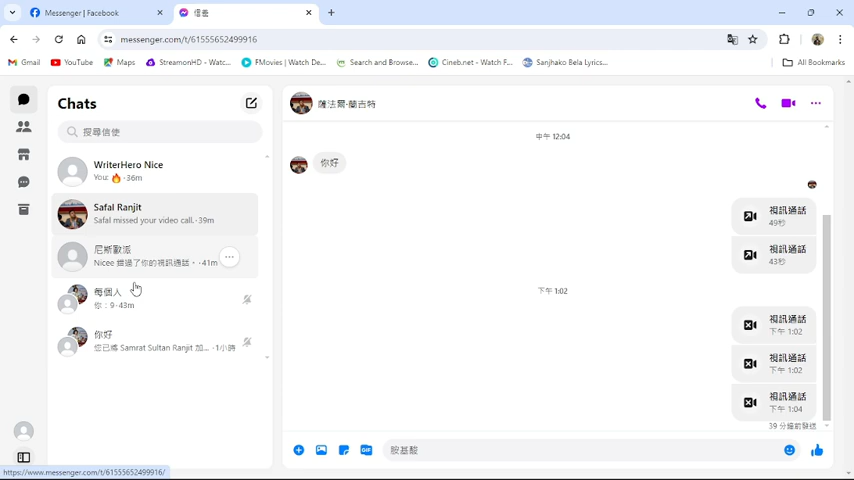 Messenger | Facebook
信差
messenger.com/t/61555652499916
Gmail
YouTube
Maps
StreamonHD - Watc...
FMovies | Watch De...
Search and Browse...
Cineb.net - Watch F...
Sanjhako Bela Lyrics...
All Bookmarks
Chats
搜尋信使
WriterHero Nice
You: 🔥 · 36m
Safal Ranjit
Safal missed your video call. · 39m
尼斯歐派
Nicee 錯過了你的視訊通話。 · 41m
每個人
你：9 · 43m
你好
您已將 Samrat Sultan Ranjit 加... · 1小時
薩法爾·蘭吉特
中午 12:04
你好
視訊通話
49秒
視訊通話
43秒
下午 1:02
視訊通話
下午 1:02
視訊通話
下午 1:02
視訊通話
下午 1:04
39 分鐘前發送
GIF
胺基酸
https://www.messenger.com/t/61555652499916/